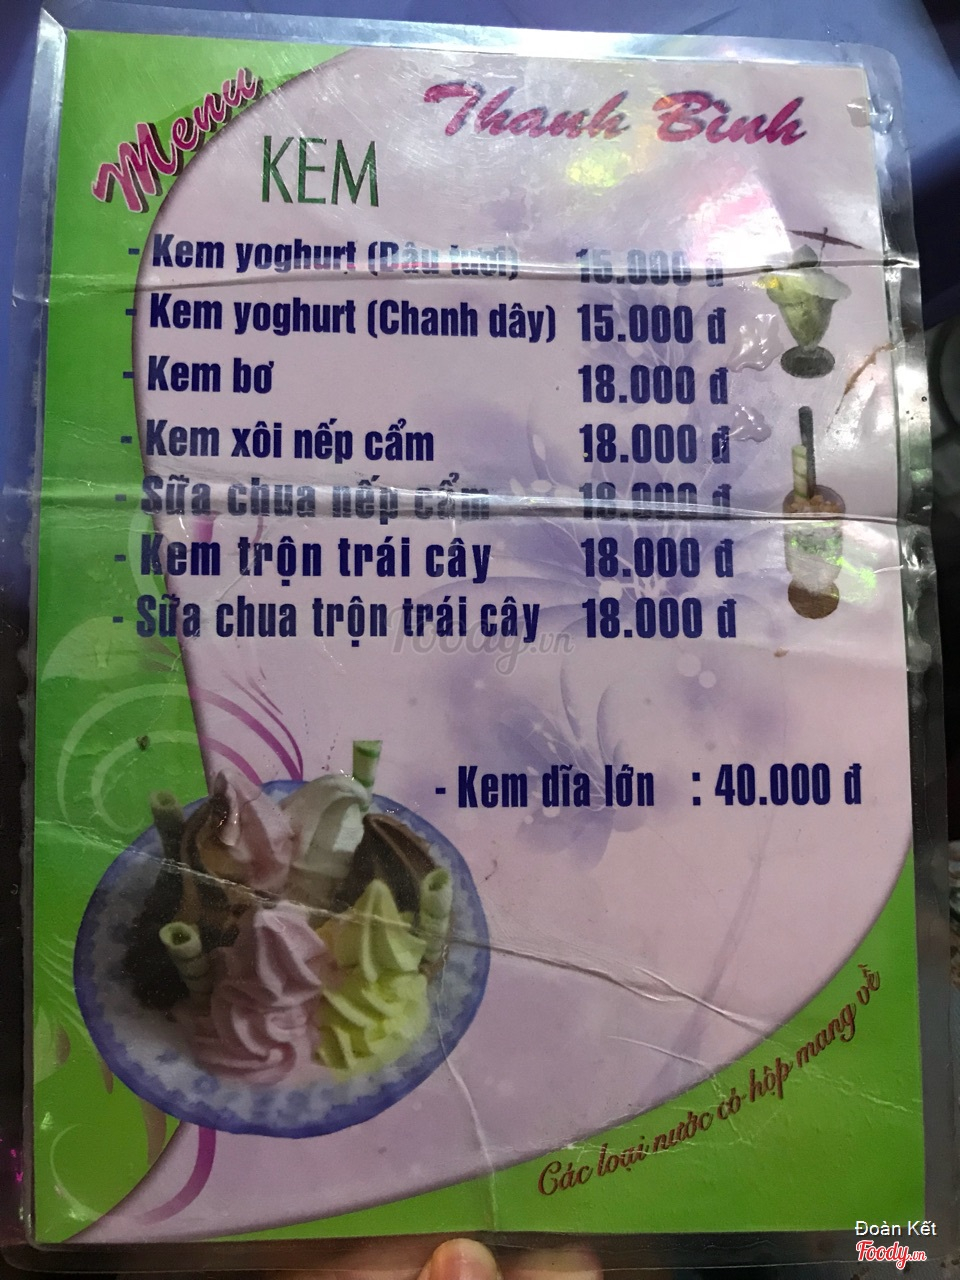 Menu
Thanh Bình
KEM
- Kem yoghurt (Dâu tươi) 15.000 đ
- Kem yoghurt (Chanh dây) 15.000 đ
- Kem bơ 18.000 đ
- Kem xôi nếp cẩm 18.000 đ
- Sữa chua nếp cẩm 18.000 đ
- Kem trộn trái cây 18.000 đ
- Sữa chua trộn trái cây 18.000 đ
Foody.vn
- Kem dĩa lớn : 40.000 đ
Các loại nước có hộp mang về
Đoàn Kết
Foody.vn